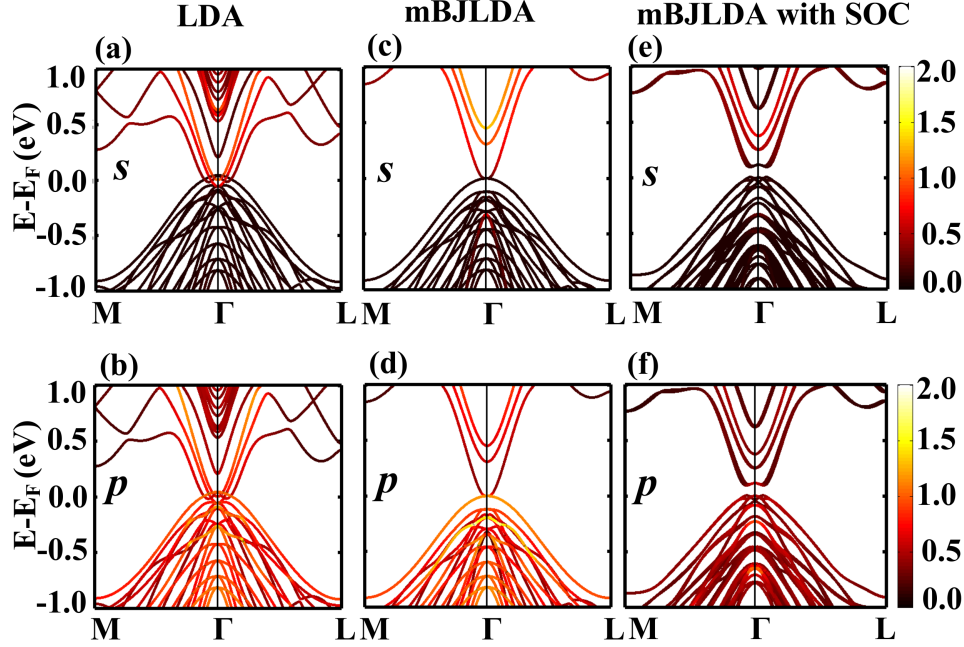 LDA
mBJLDA
mBJLDA with SOC
(a)
(c)
(e)
E-E_F (eV)
1.0
0.5
0.0
-0.5
-1.0
s
s
s
2.0
1.5
1.0
0.5
0.0
M Γ L
M Γ L
M Γ L
(b)
(d)
(f)
E-E_F (eV)
1.0
0.5
0.0
-0.5
-1.0
p
p
p
2.0
1.5
1.0
0.5
0.0
M Γ L
M Γ L
M Γ L